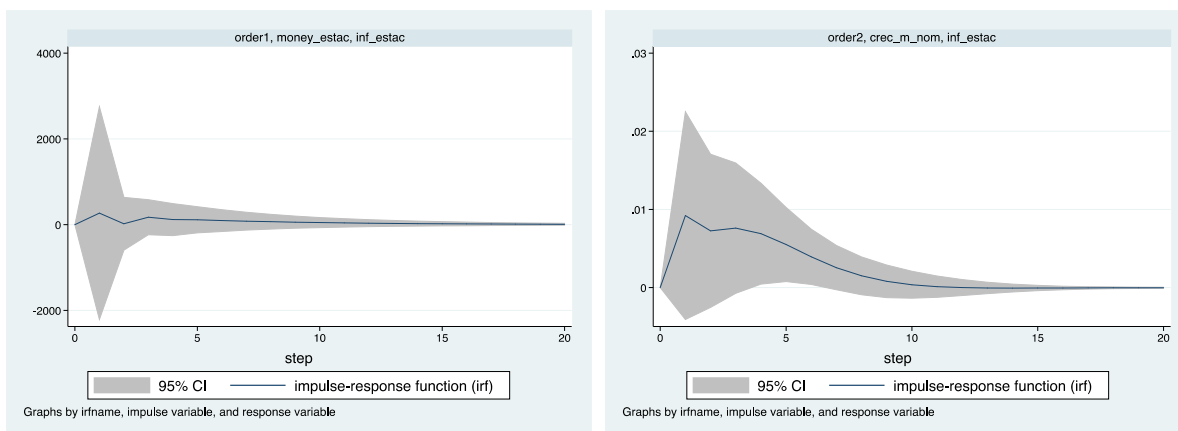 order1, money_estac, inf_estac
4000
2000
0
-2000
0 5 10 15 20
step
95% CI impulse-response function (irf)
Graphs by irfname, impulse variable, and response variable
order2, crec_m_nom, inf_estac
.03
.02
.01
0
0 5 10 15 20
step
95% CI impulse-response function (irf)
Graphs by irfname, impulse variable, and response variable